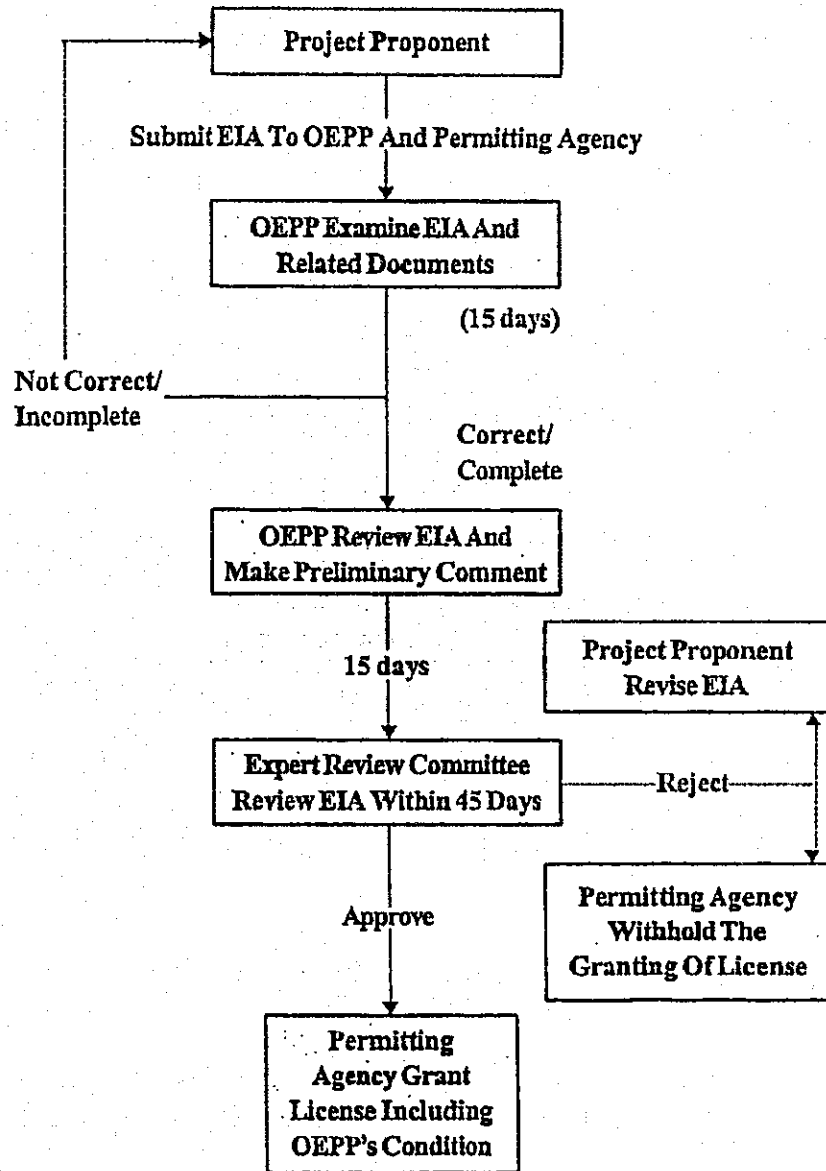 Project Proponent
Submit EIA To OEPP And Permitting Agency
OEPP Examine EIA And
Related Documents
(15 days)
Not Correct/
Incomplete
Correct/
Complete
OEPP Review EIA And
Make Preliminary Comment
15 days
Project Proponent
Revise EIA
Expert Review Committee
Review EIA Within 45 Days
Reject
Approve
Permitting Agency
Withhold The
Granting Of License
Permitting
Agency Grant
License Including
OEPP's Condition